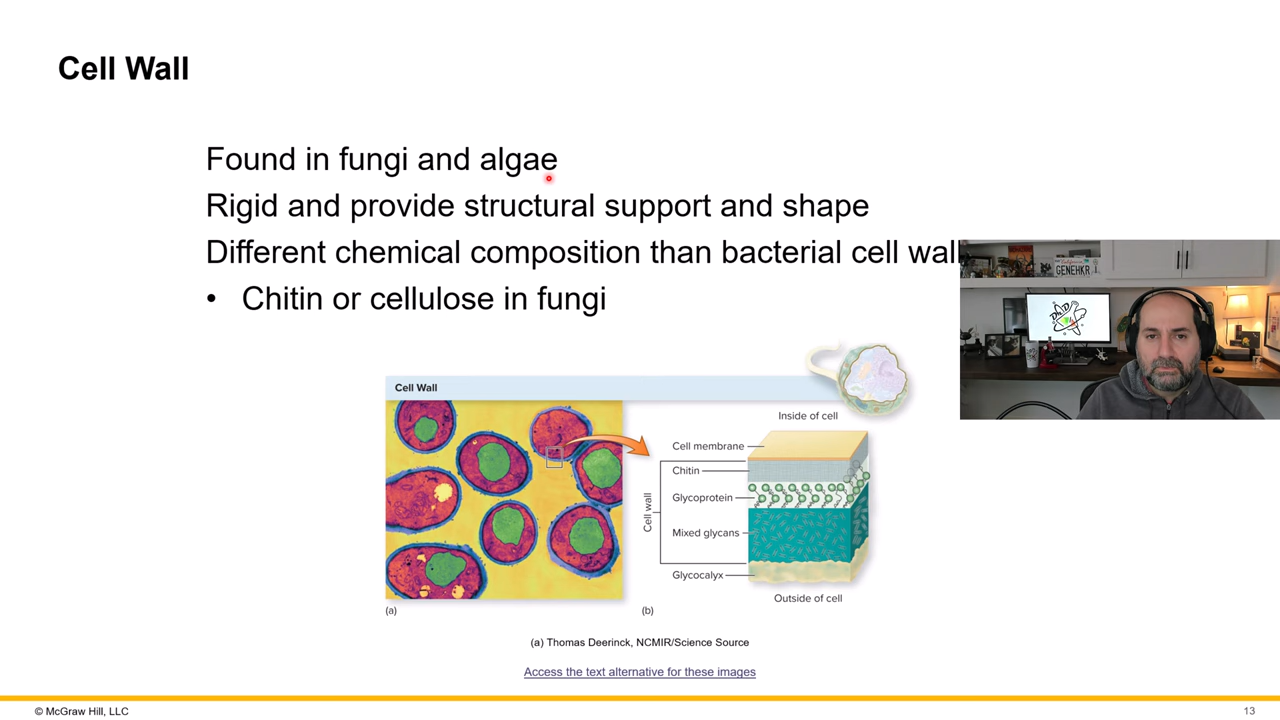 Cell Wall
Found in fungi and algae
Rigid and provide structural support and shape
Different chemical composition than bacterial cell wall
• Chitin or cellulose in fungi
GENEHKR
Cell Wall
Inside of cell
Cell membrane
Chitin
Glycoprotein
Cell wall
Mixed glycans
Glycocalyx
Outside of cell
(a)
(b)
(a) Thomas Deerinck, NCMIR/Science Source
Access the text alternative for these images
© McGraw Hill, LLC
13